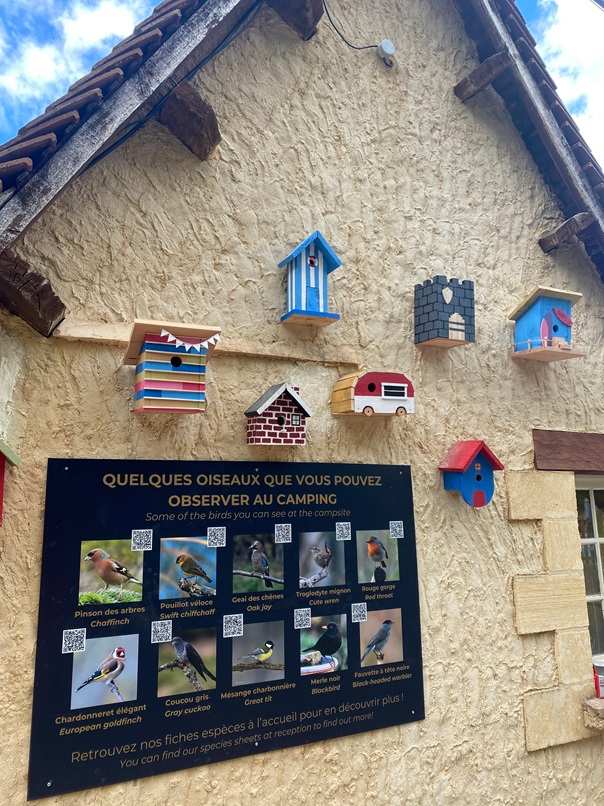 QUELQUES OISEAUX QUE VOUS POUVEZ
OBSERVER AU CAMPING
Some of the birds you can see at the campsite
Pinson des arbres
Chaffinch
Pouillot véloce
Swift chiffchaff
Geai des chênes
Oak jay
Troglodyte mignon
Cute wren
Rouge gorge
Red throat
Chardonneret élégant
European goldfinch
Coucou gris
Gray cuckoo
Mésange charbonnière
Great tit
Merle noir
Blackbird
Fauvette à tête noire
Black-headed warbler
Retrouvez nos fiches espèces à l'accueil pour en découvrir plus !
You can find our species sheets at reception to find out more!